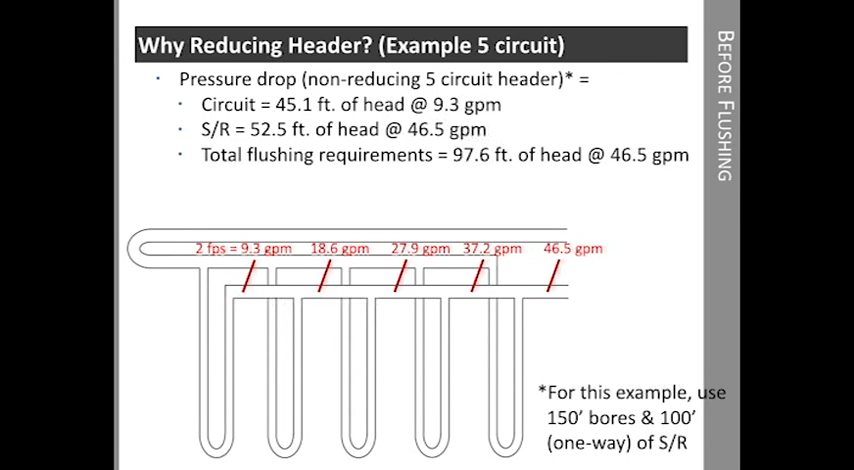 Why Reducing Header? (Example 5 circuit)
· Pressure drop (non-reducing 5 circuit header)* =
· Circuit = 45.1 ft. of head @ 9.3 gpm
· S/R = 52.5 ft. of head @ 46.5 gpm
· Total flushing requirements = 97.6 ft. of head @ 46.5 gpm
2 fps = 9.3 gpm 18.6 gpm 27.9 gpm 37.2 gpm 46.5 gpm
*For this example, use
150’ bores & 100’
(one-way) of S/R
BEFORE FLUSHING